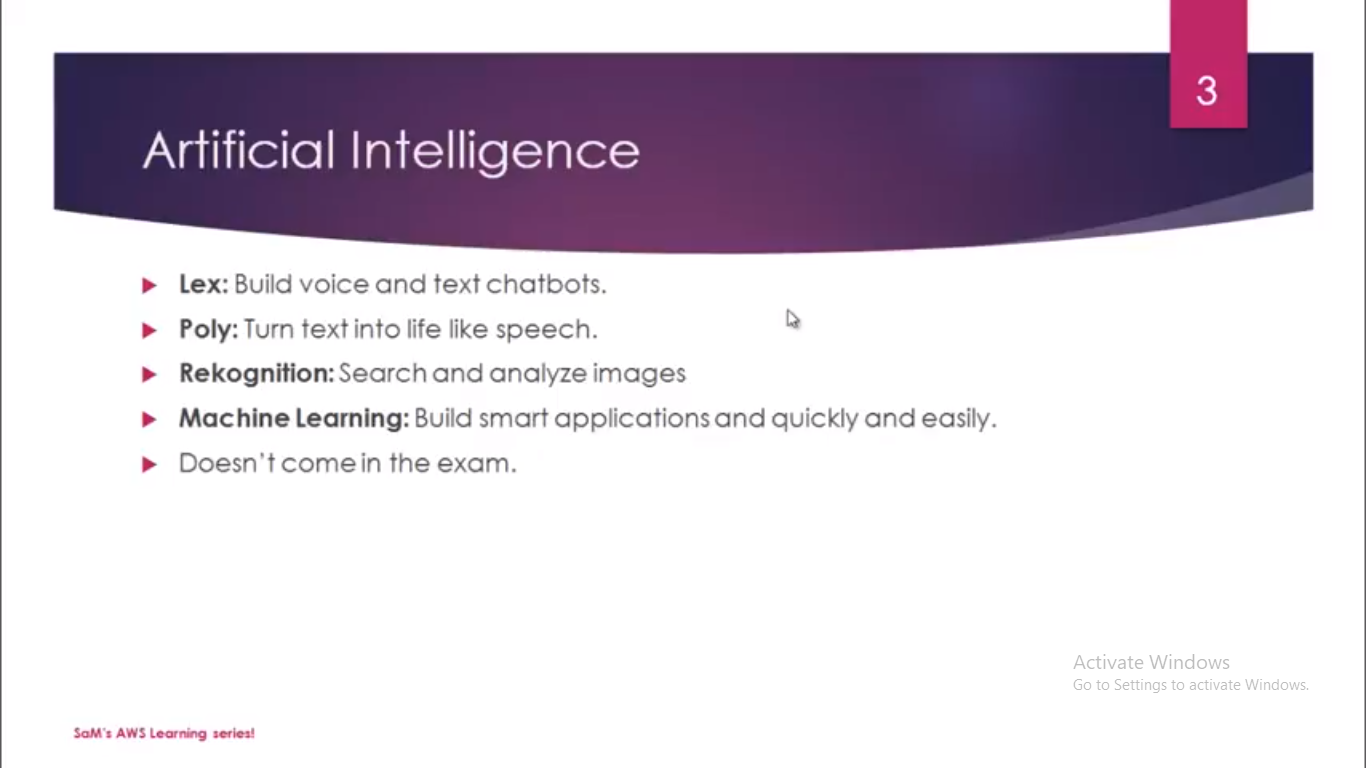 3
Artificial Intelligence
Lex: Build voice and text chatbots.
Poly: Turn text into life like speech.
Rekognition: Search and analyze images
Machine Learning: Build smart applications and quickly and easily.
Doesn't come in the exam.
Activate Windows
Go to Settings to activate Windows.
SaM's AWS Learning series!